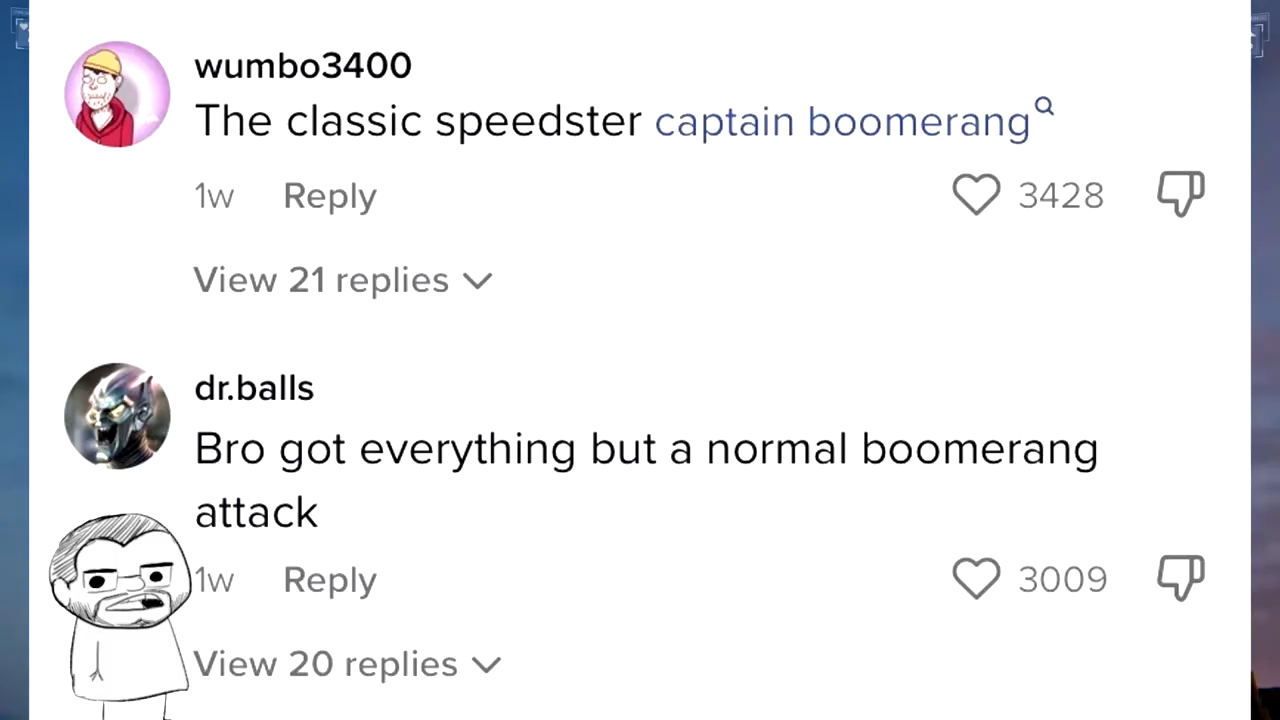 wumbo3400
The classic speedster captain boomerang
1w Reply 3428
View 21 replies
dr.balls
Bro got everything but a normal boomerang
attack
1w Reply 3009
View 20 replies